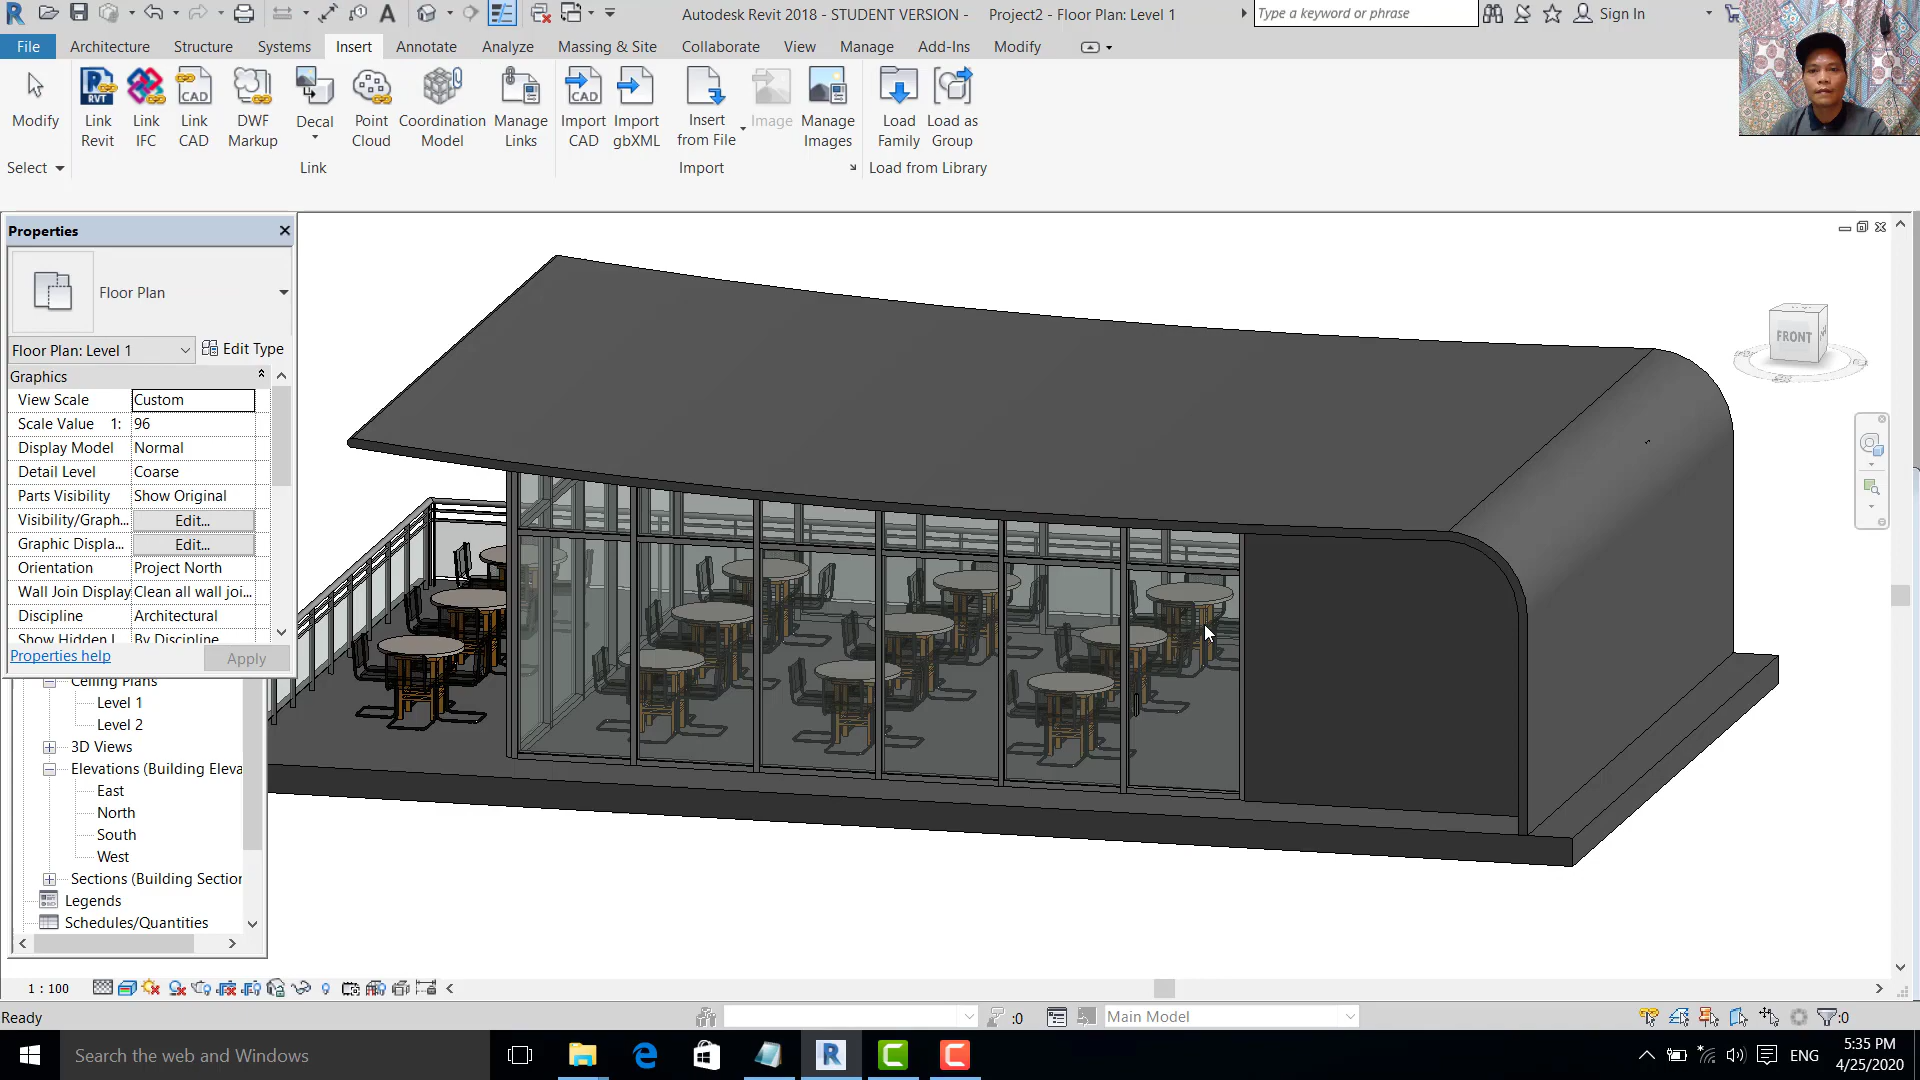 Autodesk Revit 2018 - STUDENT VERSION - Project2 - Floor Plan: Level 1
Type a keyword or phrase
Sign In
File Architecture Structure Systems Insert Annotate Analyze Massing & Site Collaborate View Manage Add-Ins Modify
Modify
Link Revit
Link IFC
Link CAD
DWF Markup
Decal
Point Cloud
Coordination Model
Manage Links
Import CAD
Import gbXML
Insert from File
Image
Manage Images
Load Family
Load as Group
Select
Link
Import
Load from Library
Properties
Floor Plan
Floor Plan: Level 1
Edit Type
Graphics
View Scale Custom
Scale Value 1: 96
Display Model Normal
Detail Level Coarse
Parts Visibility Show Original
Visibility/Graph... Edit...
Graphic Displa... Edit...
Orientation Project North
Wall Join Display Clean all wall joi...
Discipline Architectural
Show Hidden L By Discipline
Properties help
Apply
Ceiling Plans
Level 1
Level 2
3D Views
Elevations (Building Eleva
East
North
South
West
Sections (Building Section
Legends
Schedules/Quantities
FRONT
1 : 100
Ready
:0
Main Model
:0
Search the web and Windows
ENG
5:35 PM
4/25/2020